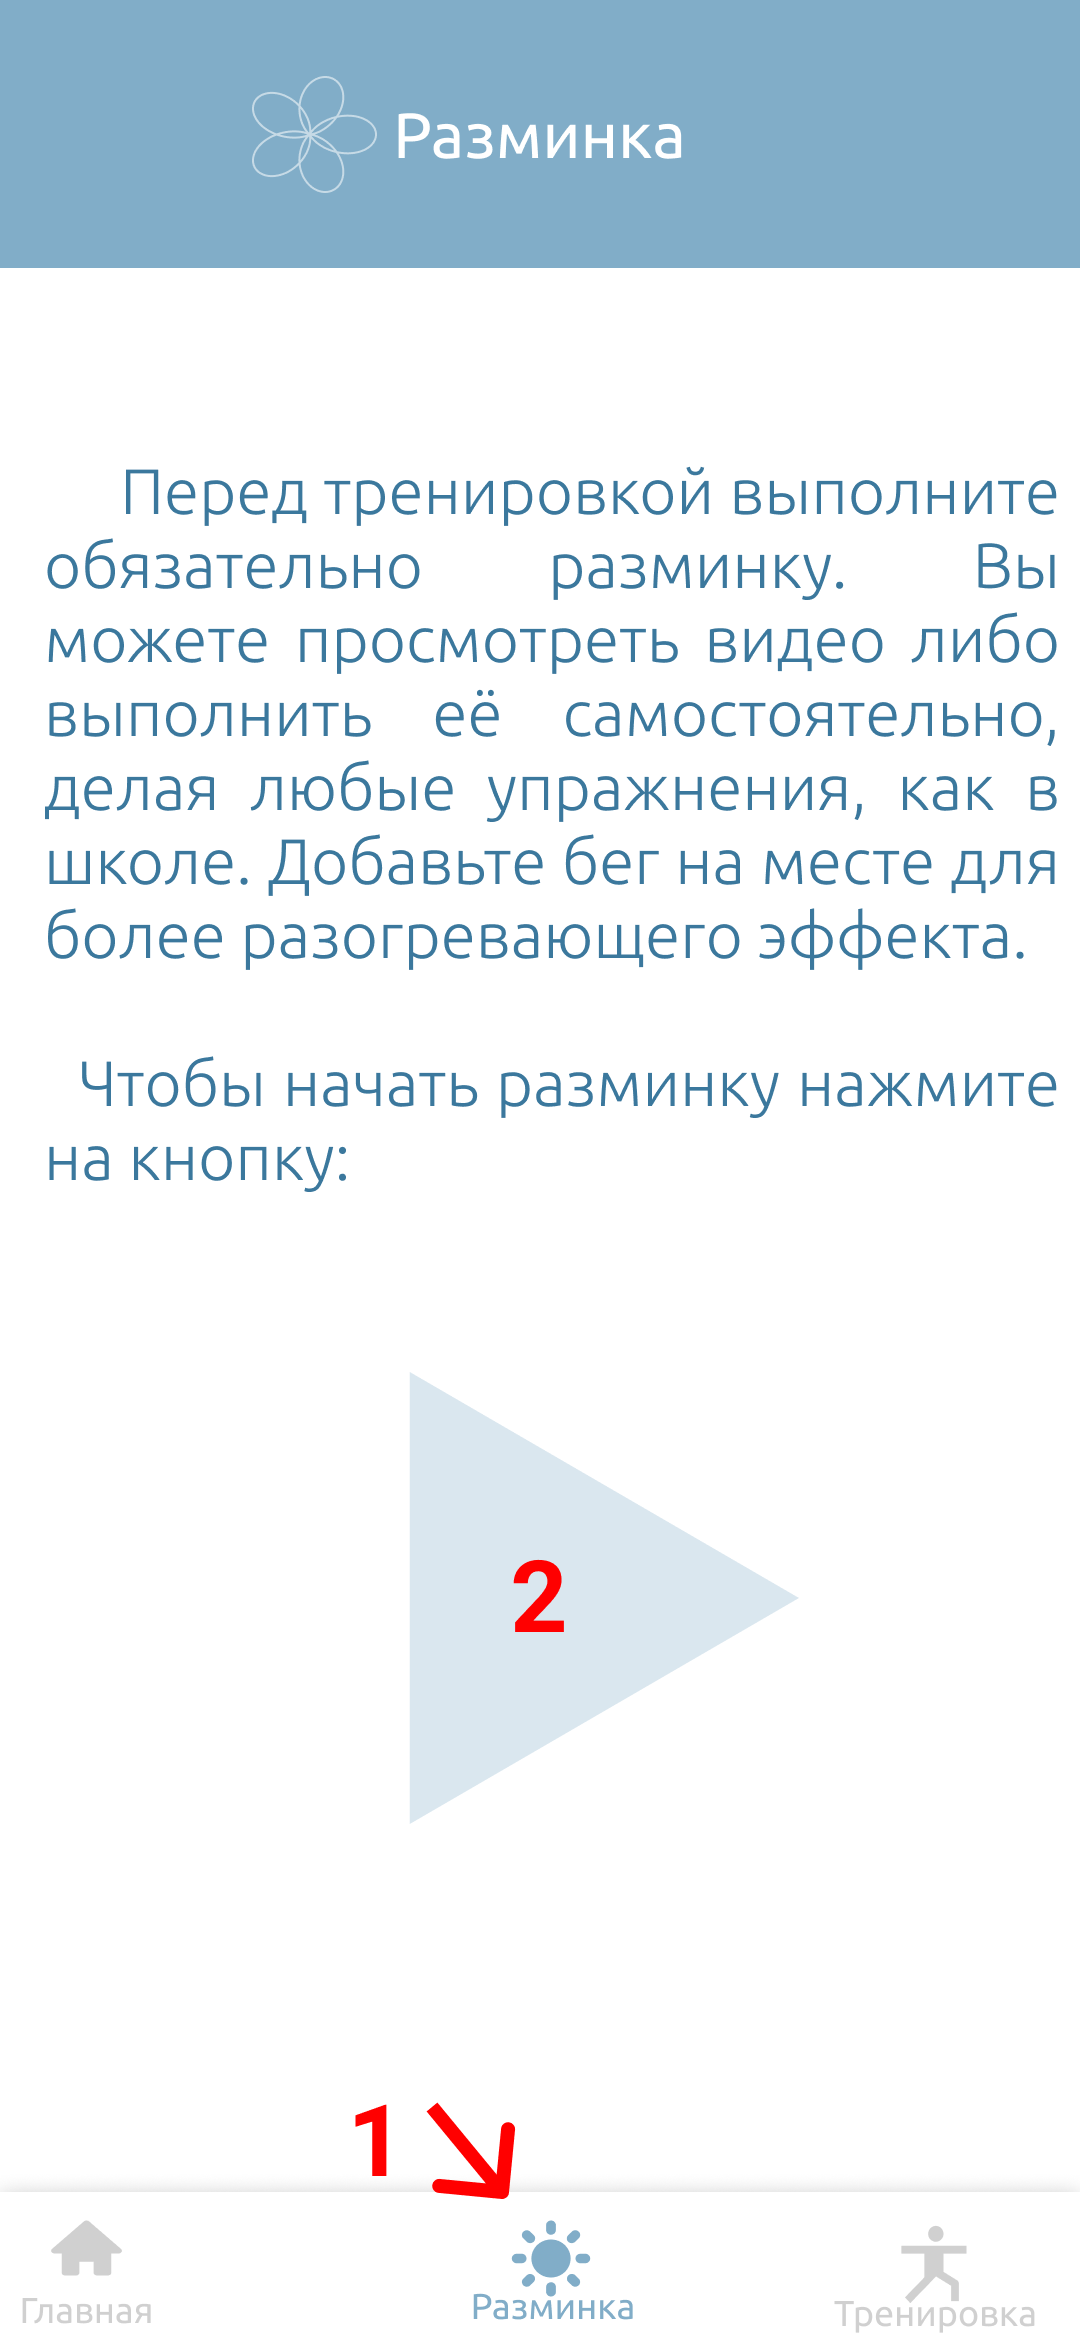 Разминка
Перед тренировкой выполните
обязательно разминку. Вы
можете просмотреть видео либо
выполнить её самостоятельно,
делая любые упражнения, как в
школе. Добавьте бег на месте для
более разогревающего эффекта.
Чтобы начать разминку нажмите
на кнопку:
2
1
Главная
Разминка
Тренировка